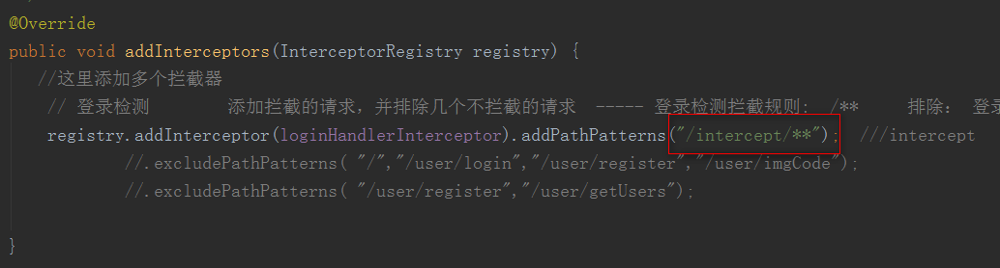 @Override
public void addInterceptors(InterceptorRegistry registry) {
//这里添加多个拦截器
// 登录检测 添加拦截的请求，并排除几个不拦截的请求 ----- 登录检测拦截规则: /** 排除： 登录
registry.addInterceptor(loginHandlerInterceptor).addPathPatterns("/intercept/**"); ///intercept
//.excludePathPatterns( "/","/user/login","/user/register","/user/imgCode");
//.excludePathPatterns( "/user/register","/user/getUsers");
}